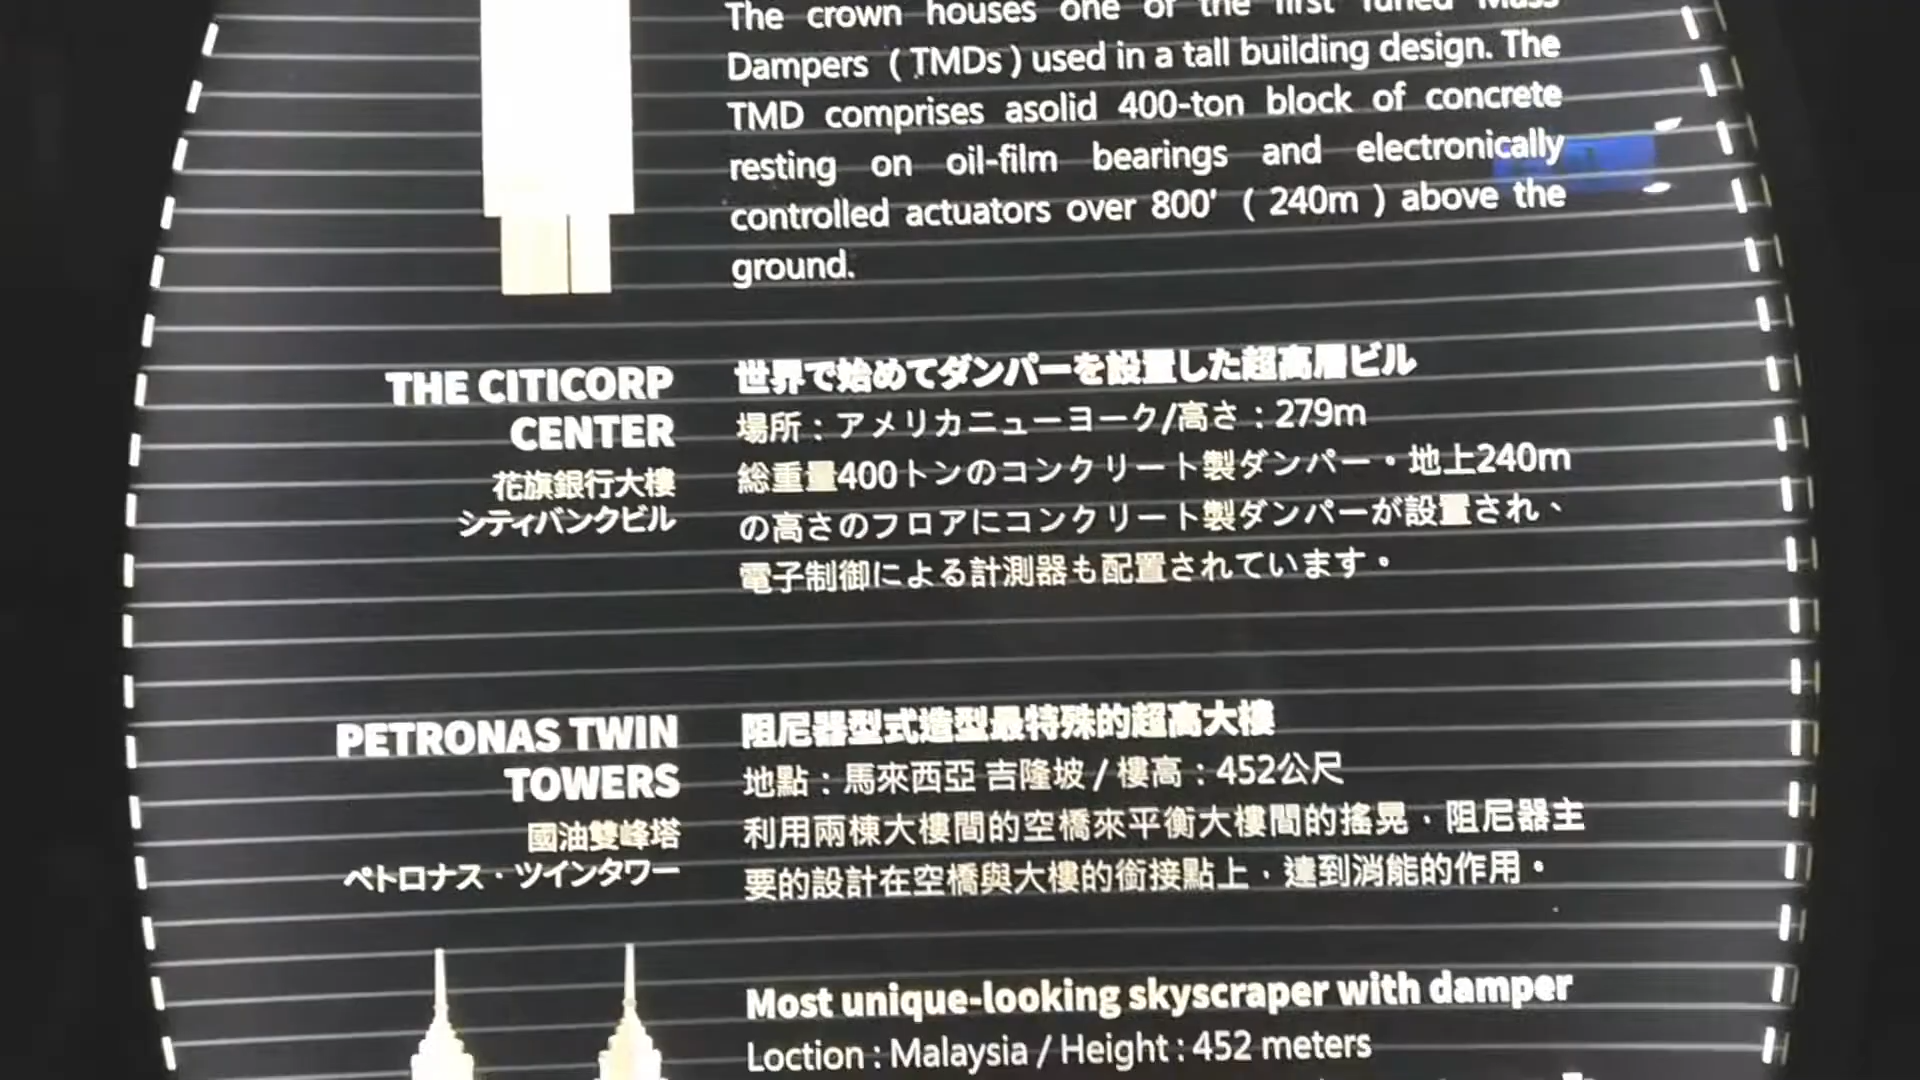 The crown houses one of the first Tuned Mass
Dampers ( TMDs ) used in a tall building design. The
TMD comprises asolid 400-ton block of concrete
resting on oil-film bearings and electronically
controlled actuators over 800' ( 240m ) above the
ground.
THE CITICORP
CENTER
花旗銀行大樓
シティバンクビル
世界で始めてダンパーを設置した超高層ビル
場所：アメリカニューヨーク/高さ：279m
総重量400トンのコンクリート製ダンパー。地上240m
の高さのフロアにコンクリート製ダンパーが設置され、
電子制御による計測器も配置されています。
PETRONAS TWIN
TOWERS
國油雙峰塔
ペトロナス・ツインタワー
阻尼器型式造型最特殊的超高大樓
地點：馬來西亞 吉隆坡 / 樓高：452公尺
利用兩棟大樓間的空橋來平衡大樓間的搖晃，阻尼器主
要的設計在空橋與大樓的銜接點上，達到消能的作用。
Most unique-looking skyscraper with damper
Loction : Malaysia / Height : 452 meters